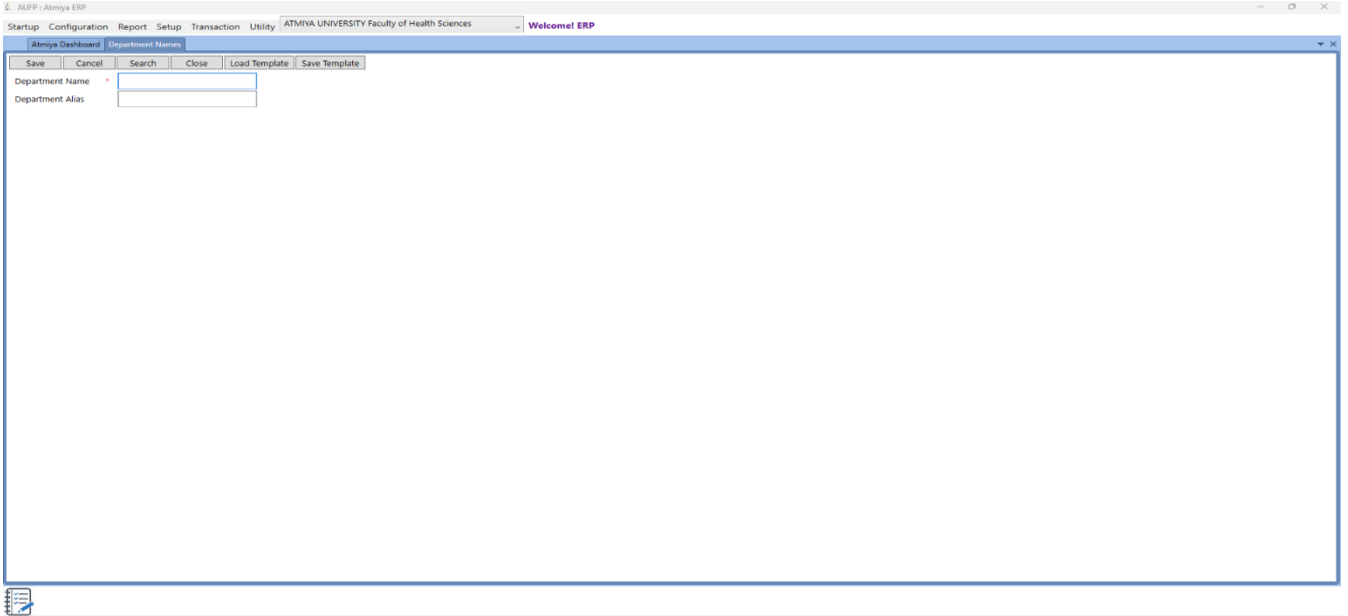 AUFP : Atmiya ERP
Startup Configuration Report Setup Transaction Utility ATMIYA UNIVERSITY Faculty of Health Sciences Welcome! ERP
Atmiya Dashboard Department Names
Save Cancel Search Close Load Template Save Template
Department Name *
Department Alias